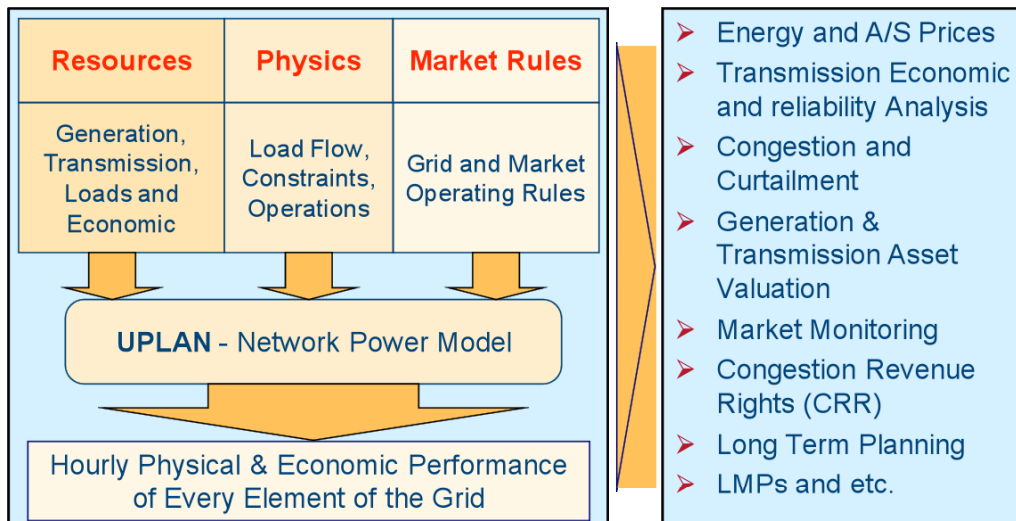 Resources
Physics
Market Rules
Generation,
Transmission,
Loads and
Economic
Load Flow,
Constraints,
Operations
Grid and Market
Operating Rules
UPLAN - Network Power Model
Hourly Physical & Economic Performance
of Every Element of the Grid
Energy and A/S Prices
Transmission Economic
and reliability Analysis
Congestion and
Curtailment
Generation &
Transmission Asset
Valuation
Market Monitoring
Congestion Revenue
Rights (CRR)
Long Term Planning
LMPs and etc.